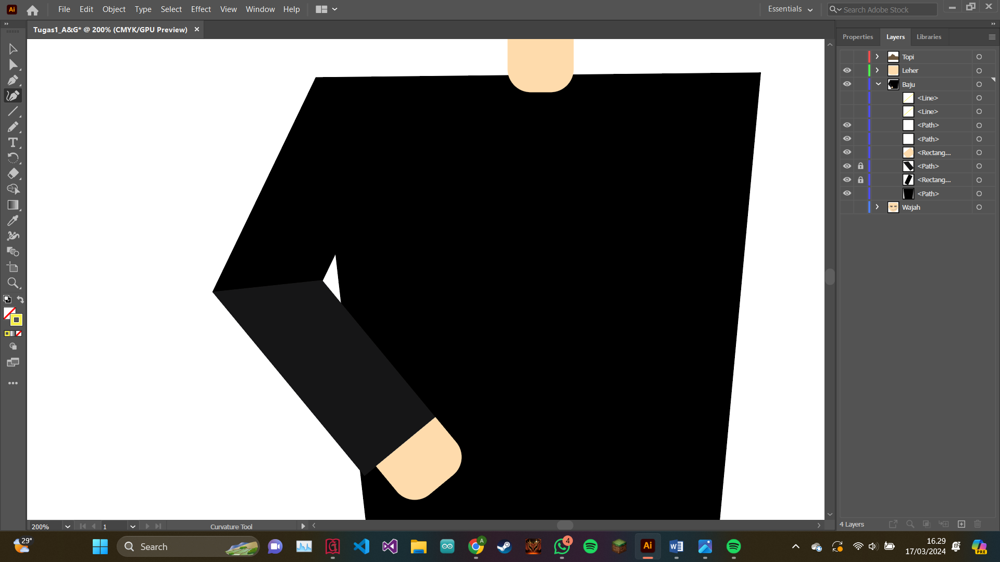 Ai File Edit Object Type Select Effect View Window Help Essentials Search Adobe Stock
Tugas1_A&G* @ 200% (CMYK/GPU Preview) ×
Properties Layers Libraries
Topi
Leher
Baju
<Line>
<Line>
<Path>
<Path>
<Rectang...
<Path>
<Rectang...
<Path>
Wajah
200% 1 Curvature Tool
4 Layers
29°
Search
A
4
Ai
16.29
17/03/2024
PRE